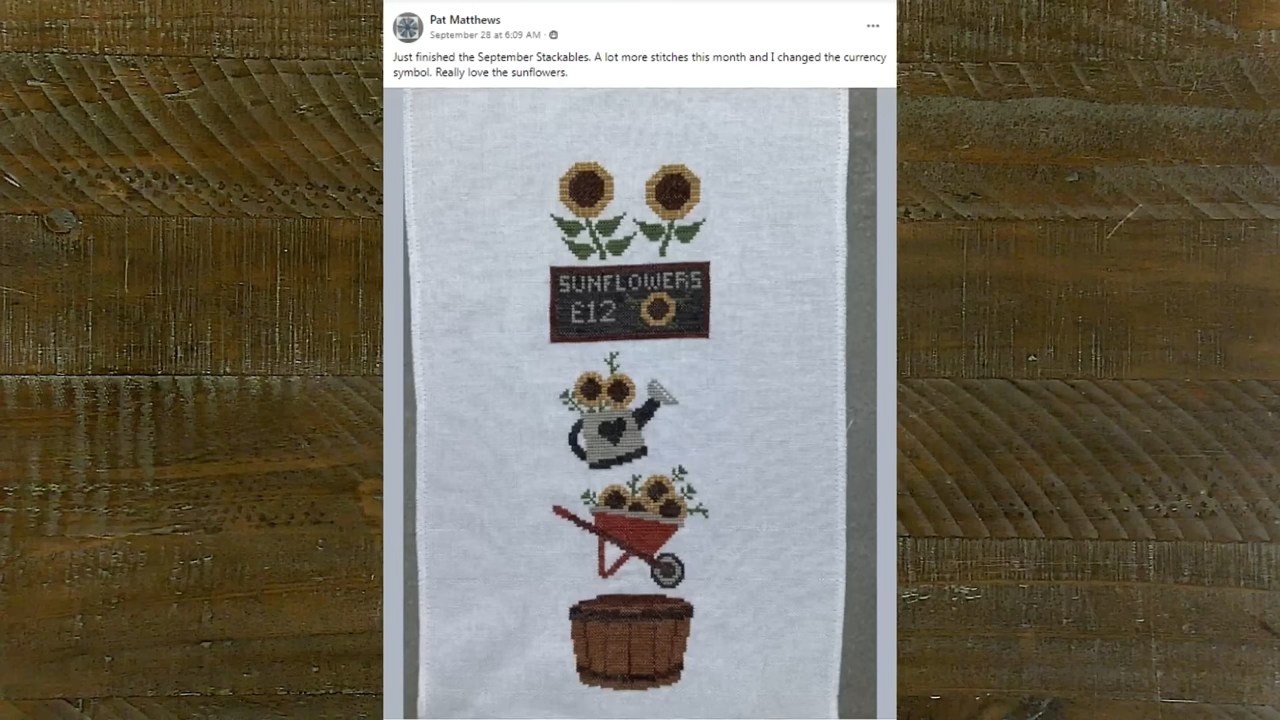 Pat Matthews
September 28 at 6:09 AM ·
Just finished the September Stackables. A lot more stitches this month and I changed the currency
symbol. Really love the sunflowers.
SUNFLOWERS
£12